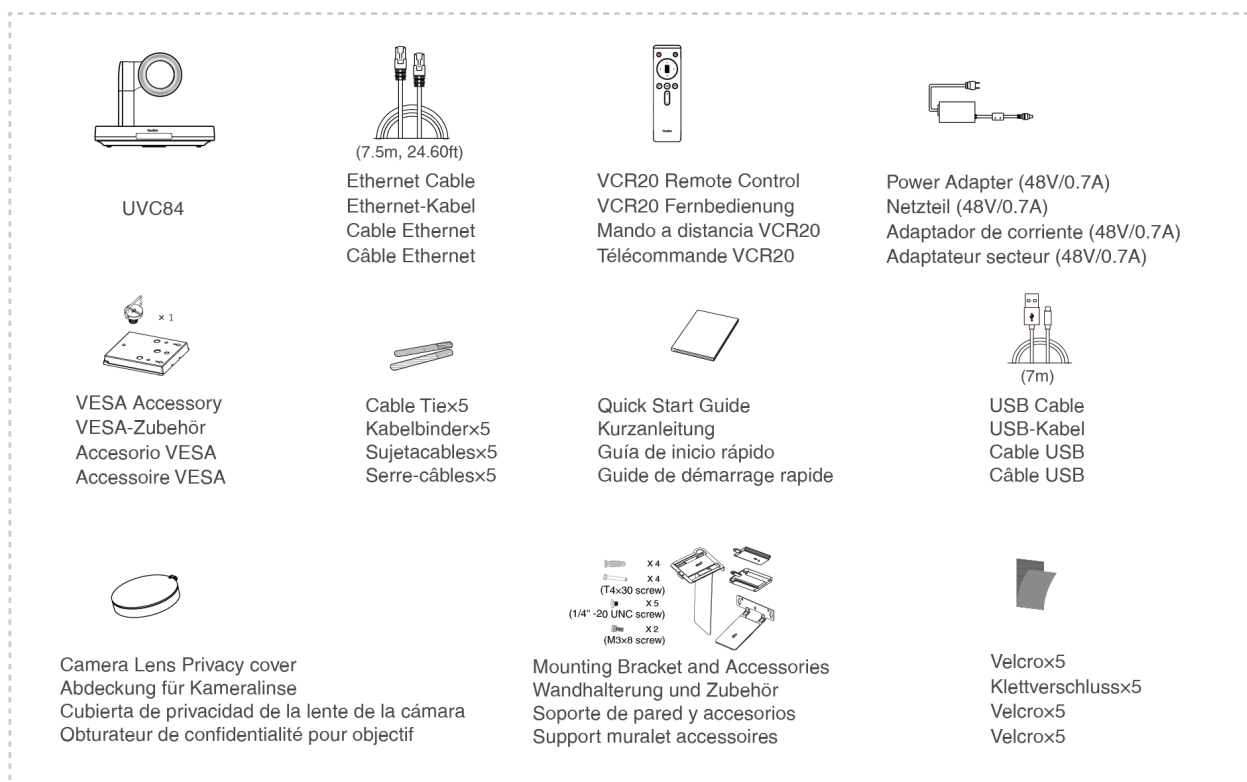 UVC84
(7.5m, 24.60ft)
Ethernet Cable
Ethernet-Kabel
Cable Ethernet
Câble Ethernet
VCR20 Remote Control
VCR20 Fernbedienung
Mando a distancia VCR20
Télécommande VCR20
Power Adapter (48V/0.7A)
Netzteil (48V/0.7A)
Adaptador de corriente (48V/0.7A)
Adaptateur secteur (48V/0.7A)
× 1
VESA Accessory
VESA-Zubehör
Accesorio VESA
Accessoire VESA
Cable Tie×5
Kabelbinder×5
Sujetacables×5
Serre-câbles×5
Quick Start Guide
Kurzanleitung
Guía de inicio rápido
Guide de démarrage rapide
(7m)
USB Cable
USB-Kabel
Cable USB
Câble USB
Camera Lens Privacy cover
Abdeckung für Kameralinse
Cubierta de privacidad de la lente de la cámara
Obturateur de confidentialité pour objectif
X 4
X 4
(T4×30 screw)
X 5
(1/4" -20 UNC screw)
X 2
(M3×8 screw)
Mounting Bracket and Accessories
Wandhalterung und Zubehör
Soporte de pared y accesorios
Support muralet accessoires
Velcro×5
Klettverschluss×5
Velcro×5
Velcro×5